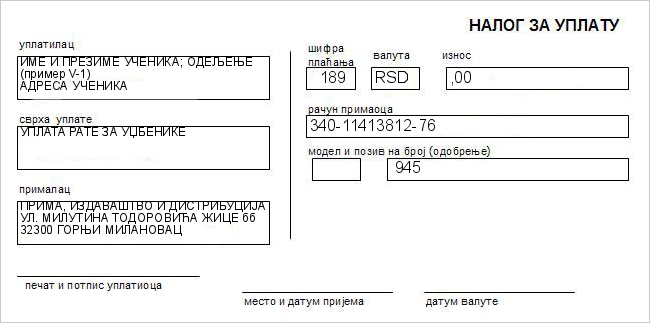 НАЛОГ ЗА УПЛАТУ
уплатилац
ИМЕ И ПРЕЗИМЕ УЧЕНИКА; ОДЕЉЕЊЕ
(пример V-1)
АДРЕСА УЧЕНИКА
сврха уплате
УПЛАТА РАТЕ ЗА УЏБЕНИКЕ
прималац
ПРИМА, ИЗДАВАШТВО И ДИСТРИБУЦИЈА
УЛ. МИЛУТИНА ТОДОРОВИЋА ЖИЦЕ бб
32300 ГОРЊИ МИЛАНОВАЦ
печат и потпис уплатиоца
шифра
плаћања
валута
износ
189
RSD
,00
рачун примаоца
340-11413812-76
модел и позив на број (одобрење)
945
место и датум пријема
датум валуте